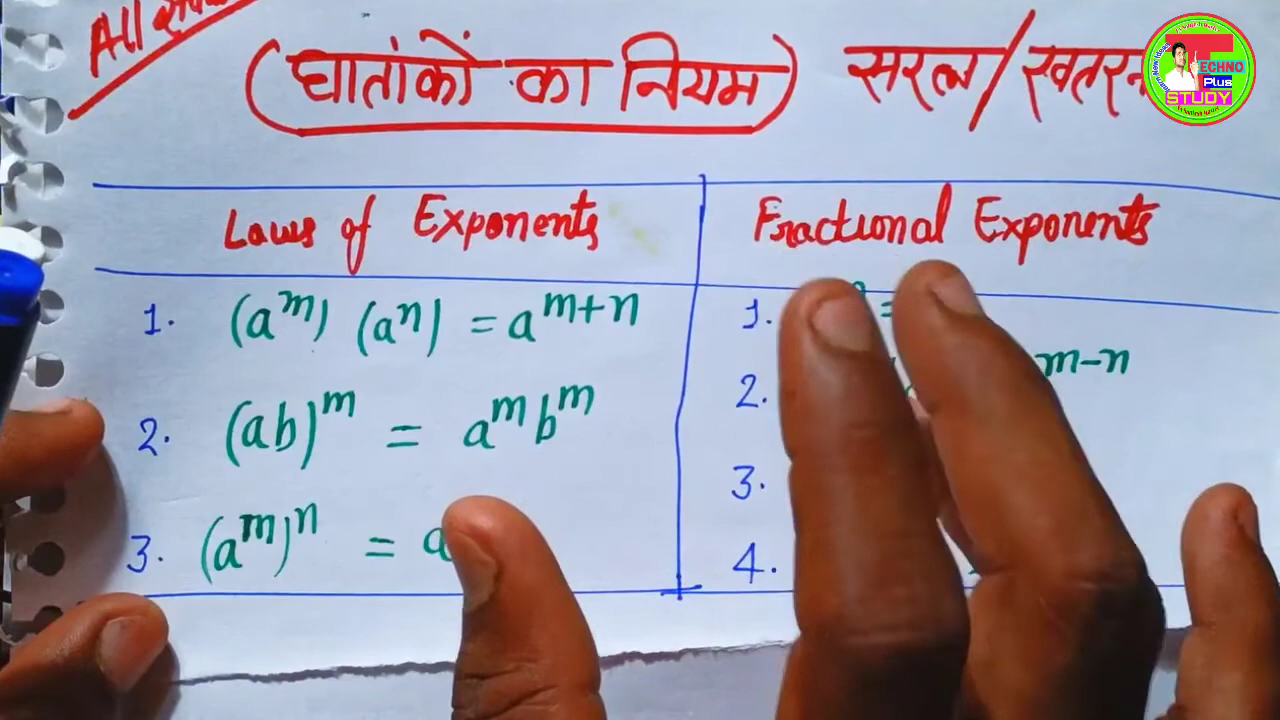 All
(घातांकों का नियम) सरल/खतरन
TECHNO
Plus
STUDY
Laws of Exponents
Fractional Exponents
1. (a^m) (a^n) = a^{m+n}
2. (ab)^m = a^m b^m
3. (a^m)^n = a
1. =
2. m-n
3.
4.